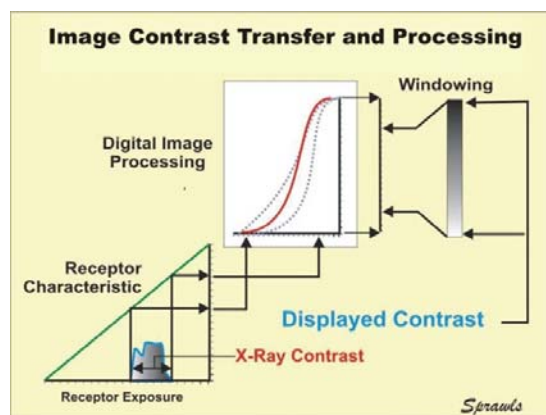 Image Contrast Transfer and Processing
Windowing
Digital Image
Processing
Receptor
Characteristic
Displayed Contrast
X-Ray Contrast
Receptor Exposure
Sprawls